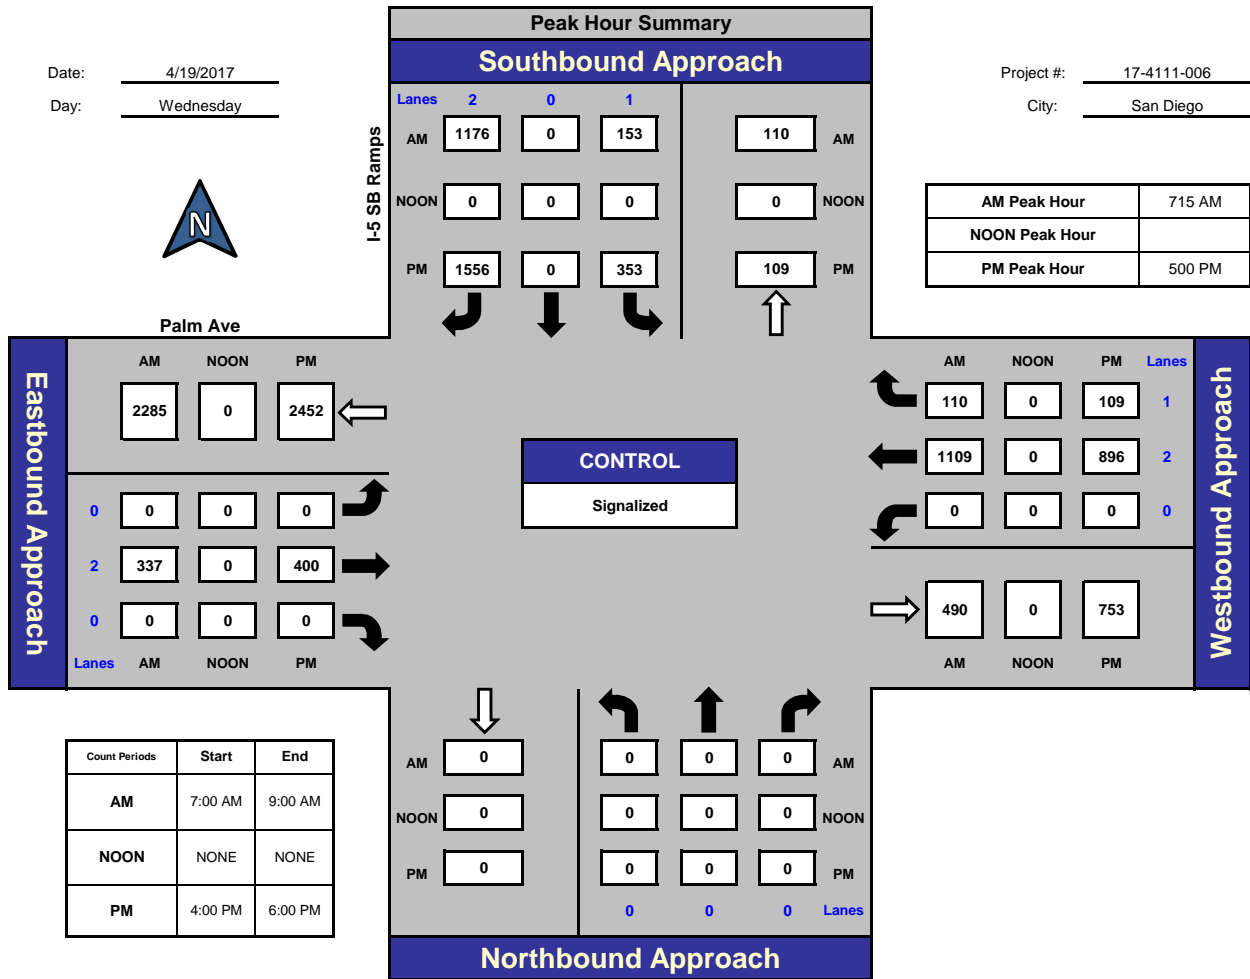 Peak Hour Summary
Southbound Approach
Date: 4/19/2017
Day: Wednesday
Project #: 17-4111-006
City: San Diego
N
I-5 SB Ramps
Lanes 2 0 1
AM 1176 0 153 110 AM
NOON 0 0 0 0 NOON
PM 1556 0 353 109 PM
AM Peak Hour 715 AM
NOON Peak Hour
PM Peak Hour 500 PM
Palm Ave
Eastbound Approach
AM NOON PM
2285 0 2452
0 0 0 0
2 337 0 400
0 0 0 0
Lanes AM NOON PM
CONTROL
Signalized
AM NOON PM Lanes
110 0 109 1
1109 0 896 2
0 0 0 0
490 0 753
AM NOON PM
Westbound Approach
Count Periods Start End
AM 7:00 AM 9:00 AM
NOON NONE NONE
PM 4:00 PM 6:00 PM
AM 0 0 0 0 AM
NOON 0 0 0 0 NOON
PM 0 0 0 0 PM
0 0 0 Lanes
Northbound Approach